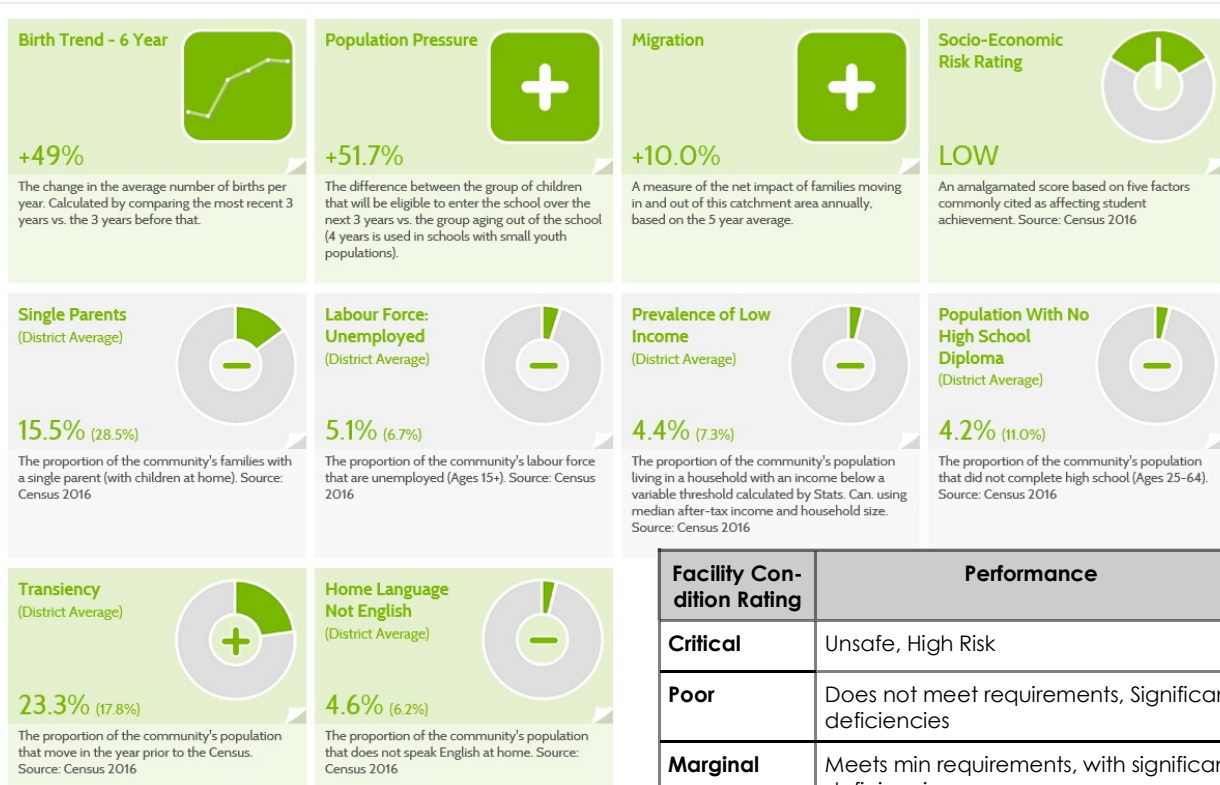 Birth Trend - 6 Year
+49%
The change in the average number of births per
year. Calculated by comparing the most recent 3
years vs. the 3 years before that.
Population Pressure
+51.7%
The difference between the group of children
that will be eligible to enter the school over the
next 3 years vs. the group aging out of the school
(4 years is used in schools with small youth
populations).
Migration
+10.0%
A measure of the net impact of families moving
in and out of this catchment area annually,
based on the 5 year average.
Socio-Economic
Risk Rating
LOW
An amalgamated score based on five factors
commonly cited as affecting student
achievement. Source: Census 2016
Single Parents
(District Average)
15.5% (28.5%)
The proportion of the community's families with
a single parent (with children at home). Source:
Census 2016
Labour Force:
Unemployed
(District Average)
5.1% (6.7%)
The proportion of the community's labour force
that are unemployed (Ages 15+). Source: Census
2016
Prevalence of Low
Income
(District Average)
4.4% (7.3%)
The proportion of the community's population
living in a household with an income below a
variable threshold calculated by Stats. Can. using
median after-tax income and household size.
Source: Census 2016
Population With No
High School
Diploma
(District Average)
4.2% (11.0%)
The proportion of the community's population
that did not complete high school (Ages 25-64).
Source: Census 2016
Transiency
(District Average)
23.3% (17.8%)
The proportion of the community's population
that move in the year prior to the Census.
Source: Census 2016
Home Language
Not English
(District Average)
4.6% (6.2%)
The proportion of the community's population
that does not speak English at home. Source:
Census 2016
Facility Con-
dition Rating
Performance
Critical
Unsafe, High Risk
Poor
Does not meet requirements,
deficiencies
Marginal
Meets min requirements, with